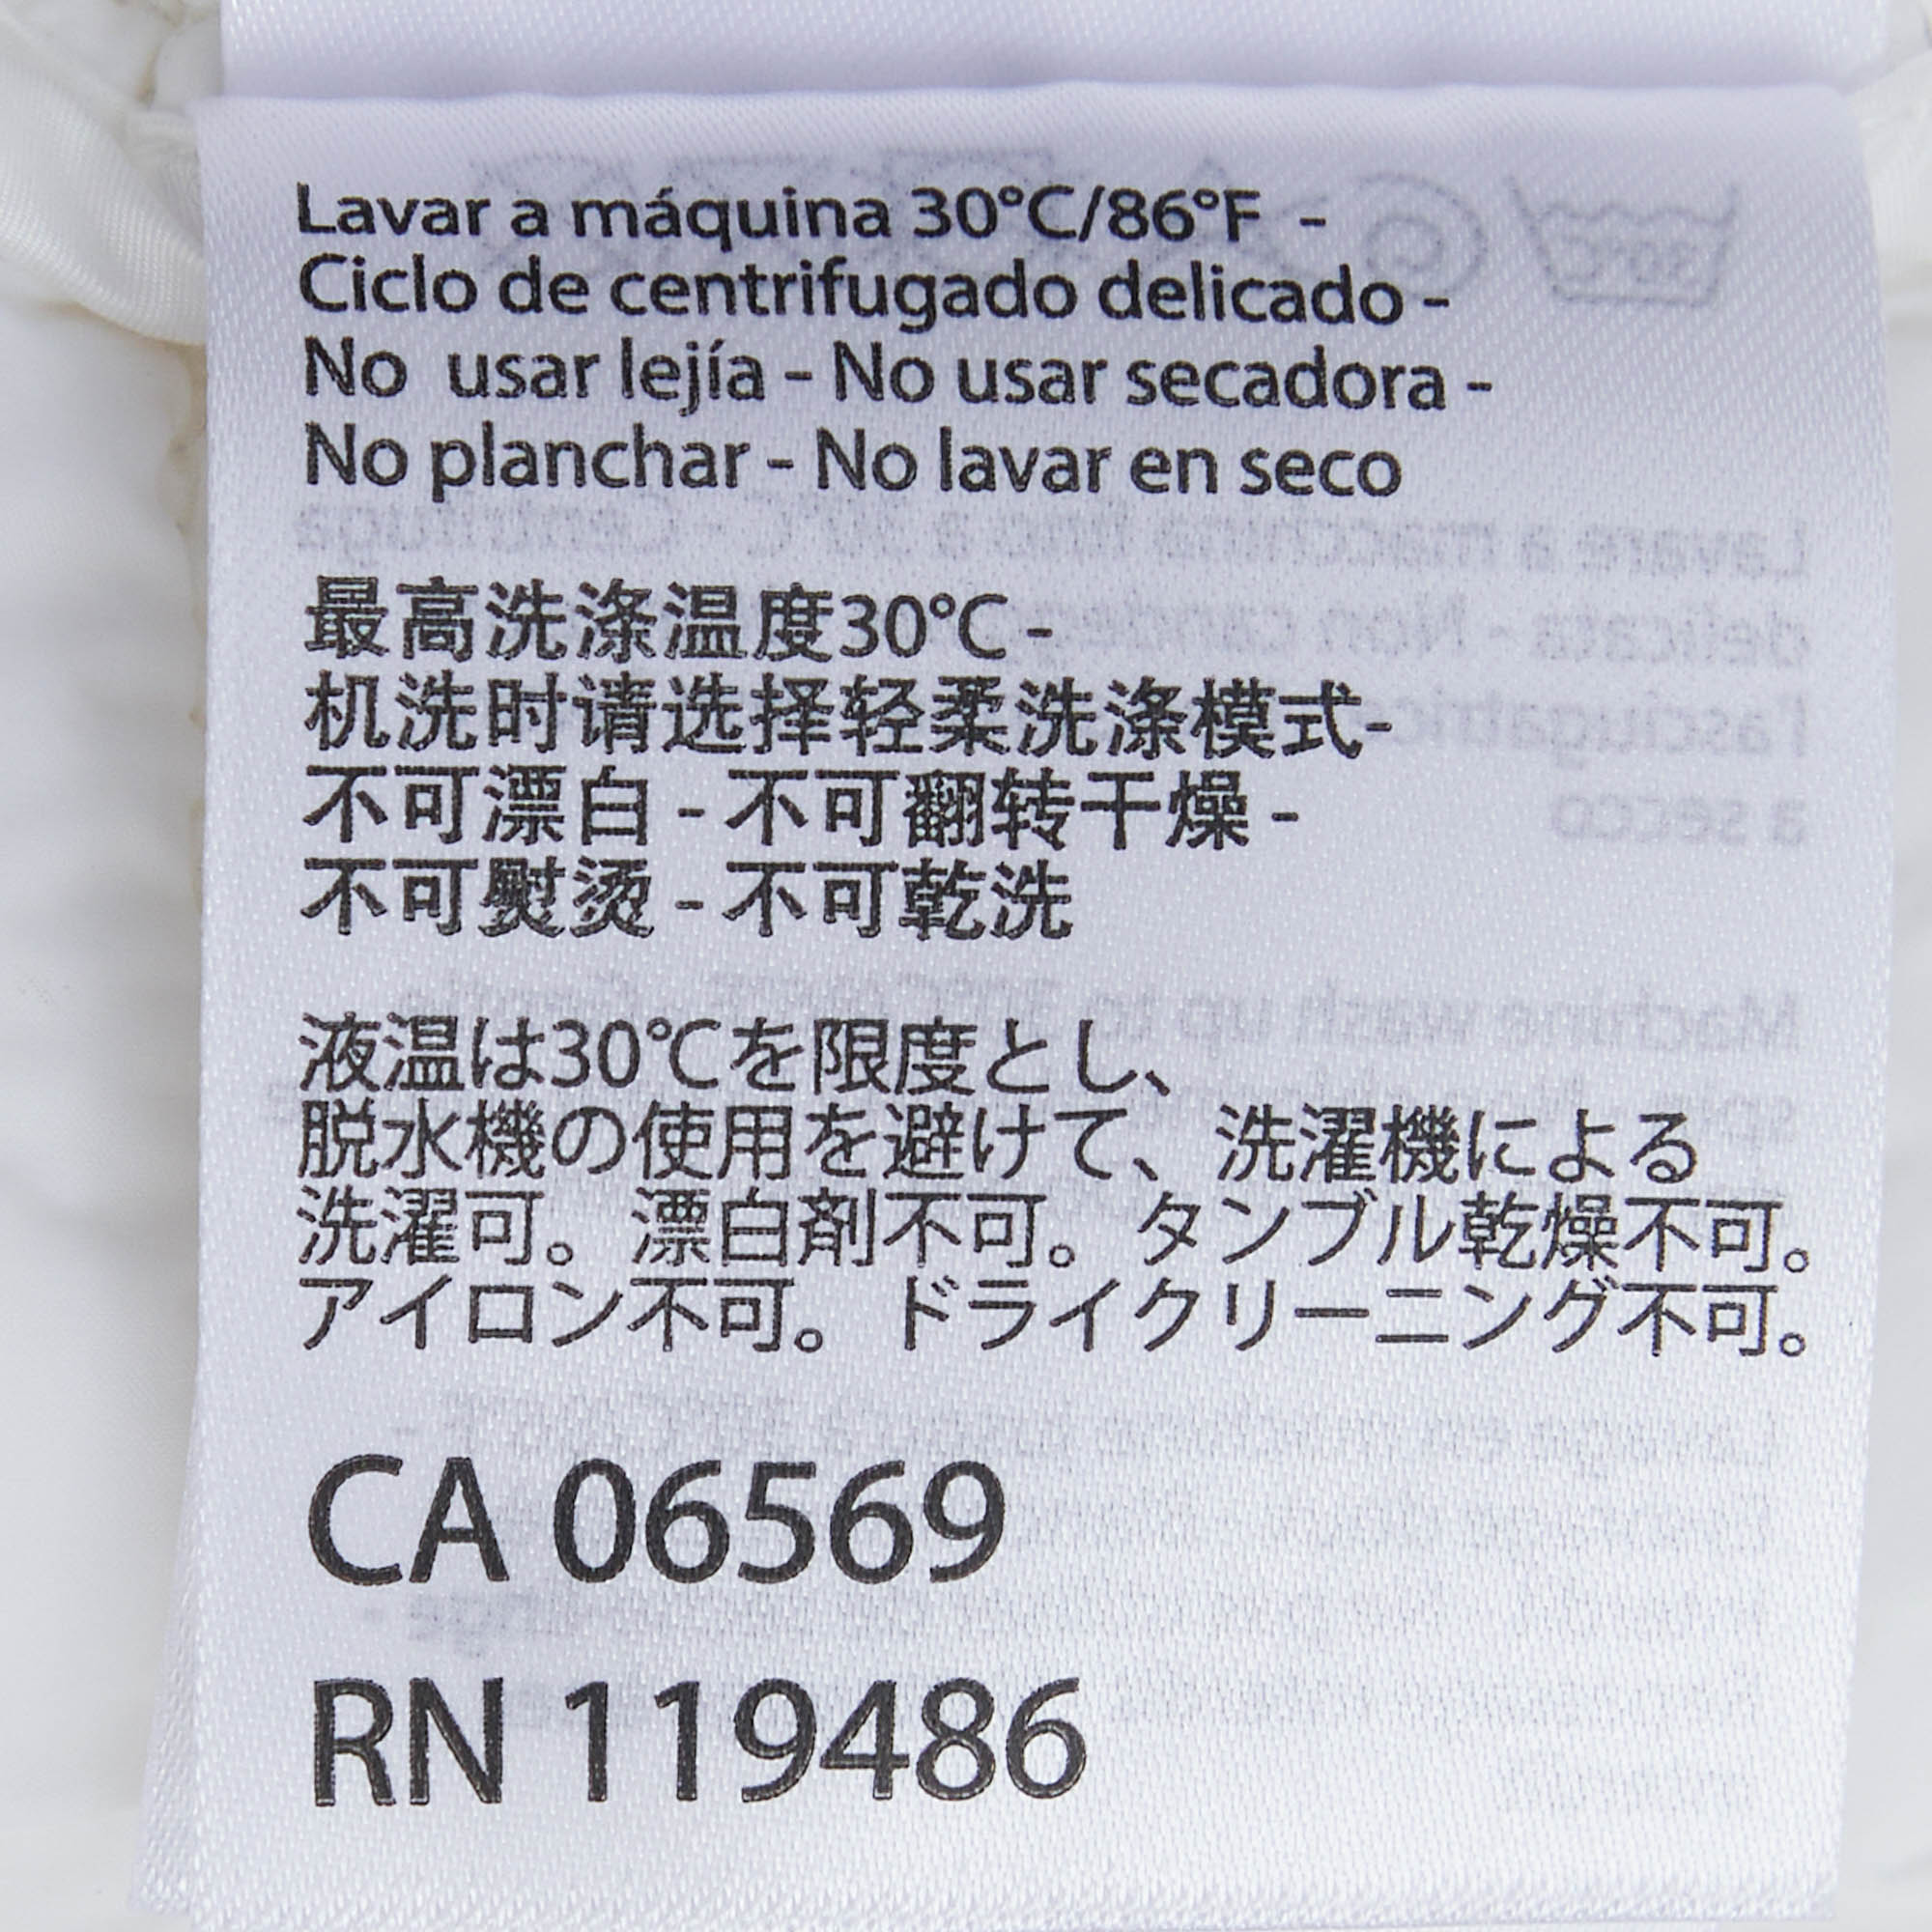 Lavar a máquina 30°C/86°F -
Ciclo de centrifugado delicado -
No usar lejía - No usar secadora -
No planchar - No lavar en seco
最高洗涤温度30℃ -
机洗时请选择轻柔洗涤模式-
不可漂白 - 不可翻转干燥 -
不可熨烫 - 不可乾洗
液温は30℃を限度とし、
脱水機の使用を避けて、洗濯機による
洗濯可。漂白剤不可。タンブル乾燥不可。
アイロン不可。ドライクリーニング不可。
CA 06569
RN 119486